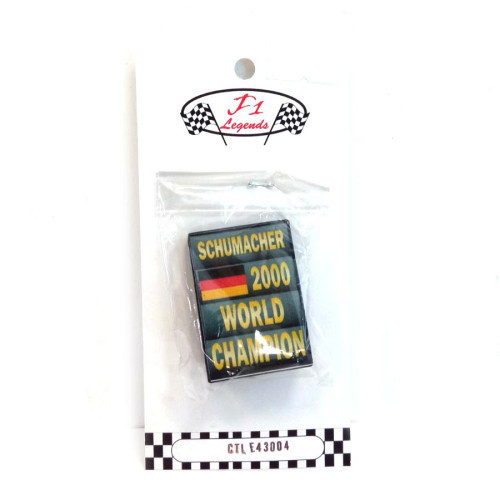 F1
Legends
SCHUMACHER
2000
WORLD
CHAMPION
CTL E43004